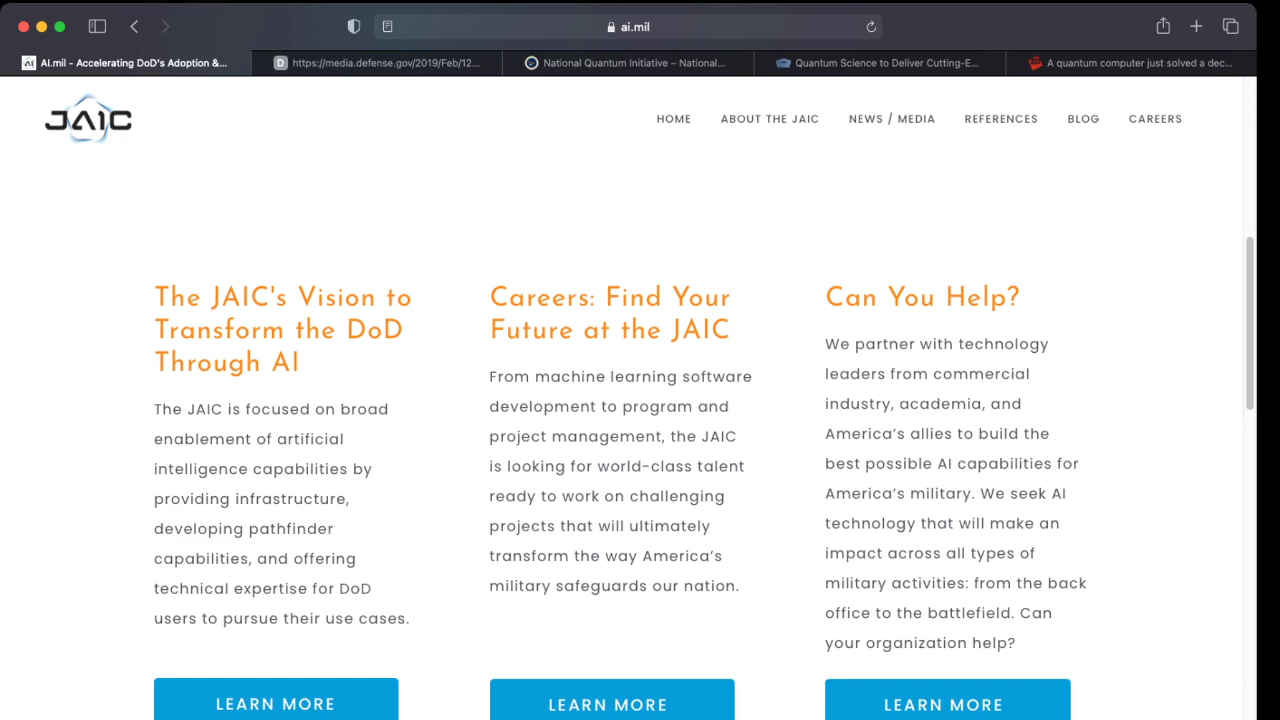 ai.mil
AI.mil - Accelerating DoD's Adoption &...
https://media.defense.gov/2019/Feb/12...
National Quantum Initiative – National...
Quantum Science to Deliver Cutting-E...
A quantum computer just solved a dec...
JAIC
HOME
ABOUT THE JAIC
NEWS / MEDIA
REFERENCES
BLOG
CAREERS
The JAIC's Vision to
Transform the DoD
Through AI
The JAIC is focused on broad
enablement of artificial
intelligence capabilities by
providing infrastructure,
developing pathfinder
capabilities, and offering
technical expertise for DoD
users to pursue their use cases.
LEARN MORE
Careers: Find Your
Future at the JAIC
From machine learning software
development to program and
project management, the JAIC
is looking for world-class talent
ready to work on challenging
projects that will ultimately
transform the way America's
military safeguards our nation.
LEARN MORE
Can You Help?
We partner with technology
leaders from commercial
industry, academia, and
America's allies to build the
best possible AI capabilities for
America's military. We seek AI
technology that will make an
impact across all types of
military activities: from the back
office to the battlefield. Can
your organization help?
LEARN MORE